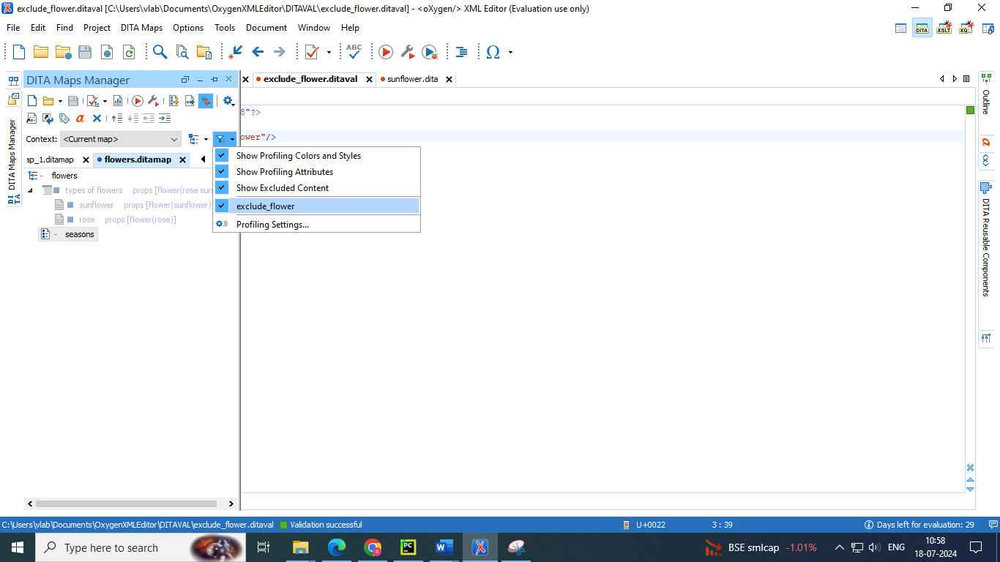 exclude_flower.ditaval [C:\Users\vlab\Documents\OxygenXMLEditor\DITAVAL\exclude_flower.ditaval] - <oXygen/> XML Editor (Evaluation use only)
File Edit Find Project DITA Maps Options Tools Document Window Help
DITA XSLT XQ
ABC
DITA Maps Manager
exclude_flower.ditaval
sunflower.dita
Context: <Current map>
8"?>
ower"/>
ap_1.ditamap
flowers.ditamap
flowers
types of flowers props [flower(rose sun
sunflower props [flower(sunflower)]
rose props [flower(rose)]
seasons
Show Profiling Colors and Styles
Show Profiling Attributes
Show Excluded Content
exclude_flower
Profiling Settings...
DITA Maps Manager
DITA
Outline
DITA Reusable Components
C:\Users\vlab\Documents\OxygenXMLEditor\DITAVAL\exclude_flower.ditaval Validation successful U+0022 3 : 39 Days left for evaluation: 29
Type here to search
PC
BSE smlcap -1.01%
ENG
10:58
18-07-2024